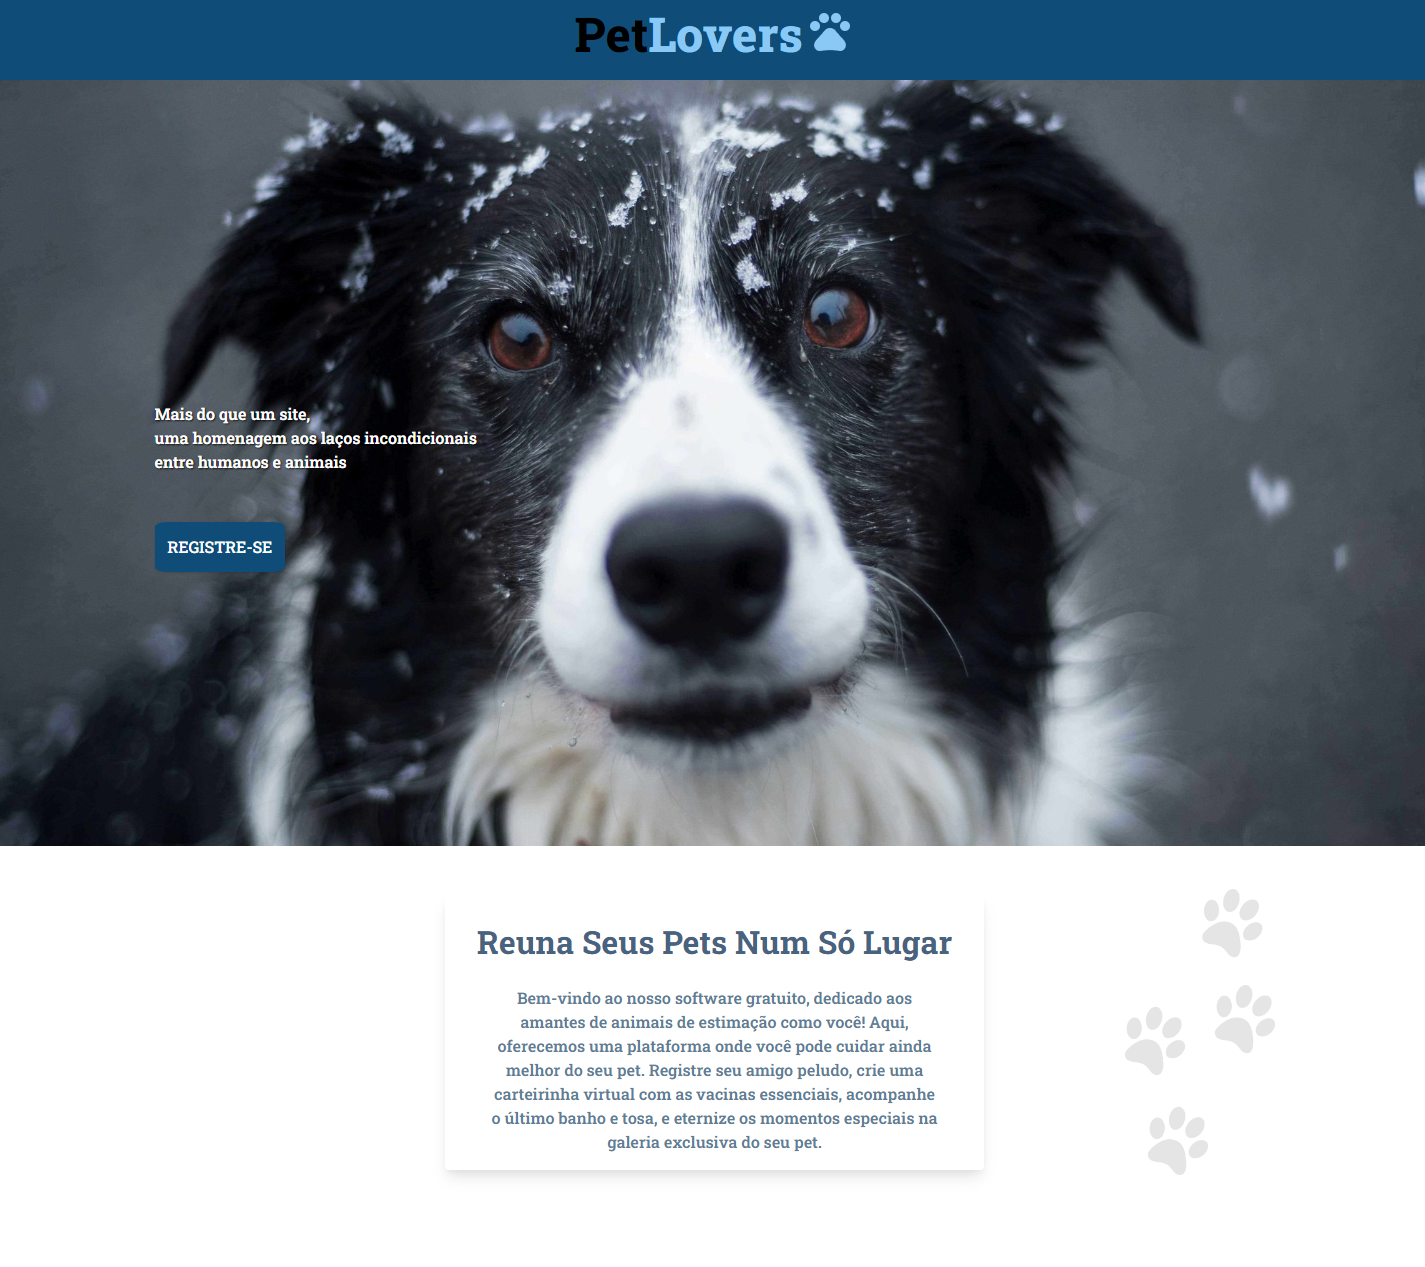 PetLovers
Mais do que um site,
uma homenagem aos laços incondicionais
entre humanos e animais
REGISTRE-SE
Reuna Seus Pets Num Só Lugar
Bem-vindo ao nosso software gratuito, dedicado aos
amantes de animais de estimação como você! Aqui,
oferecemos uma plataforma onde você pode cuidar ainda
melhor do seu pet. Registre seu amigo peludo, crie uma
carteirinha virtual com as vacinas essenciais, acompanhe
o último banho e tosa, e eternize os momentos especiais na
galeria exclusiva do seu pet.